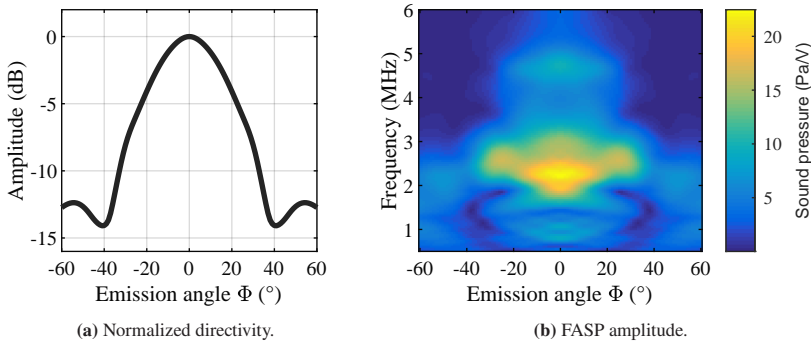 0
-5
-10
-15
Amplitude (dB)
-60 -40 -20 0 20 40 60
Emission angle Φ (°)
(a) Normalized directivity.
6
5
4
3
2
1
Frequency (MHz)
-60 -40 -20 0 20 40 60
Emission angle Φ (°)
20
15
10
5
Sound pressure (Pa/V)
(b) FASP amplitude.